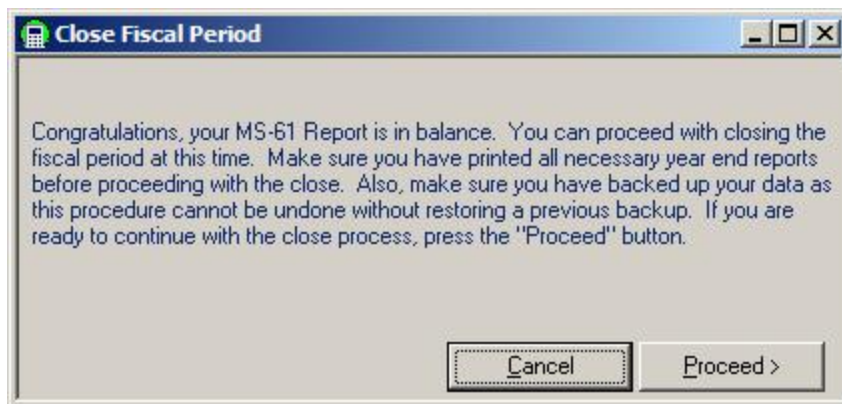 Close Fiscal Period
Congratulations, your MS-61 Report is in balance.  You can proceed with closing the
fiscal period at this time.  Make sure you have printed all necessary year end reports
before proceeding with the close.  Also, make sure you have backed up your data as
this procedure cannot be undone without restoring a previous backup.  If you are
ready to continue with the close process, press the "Proceed" button.
Cancel
Proceed >